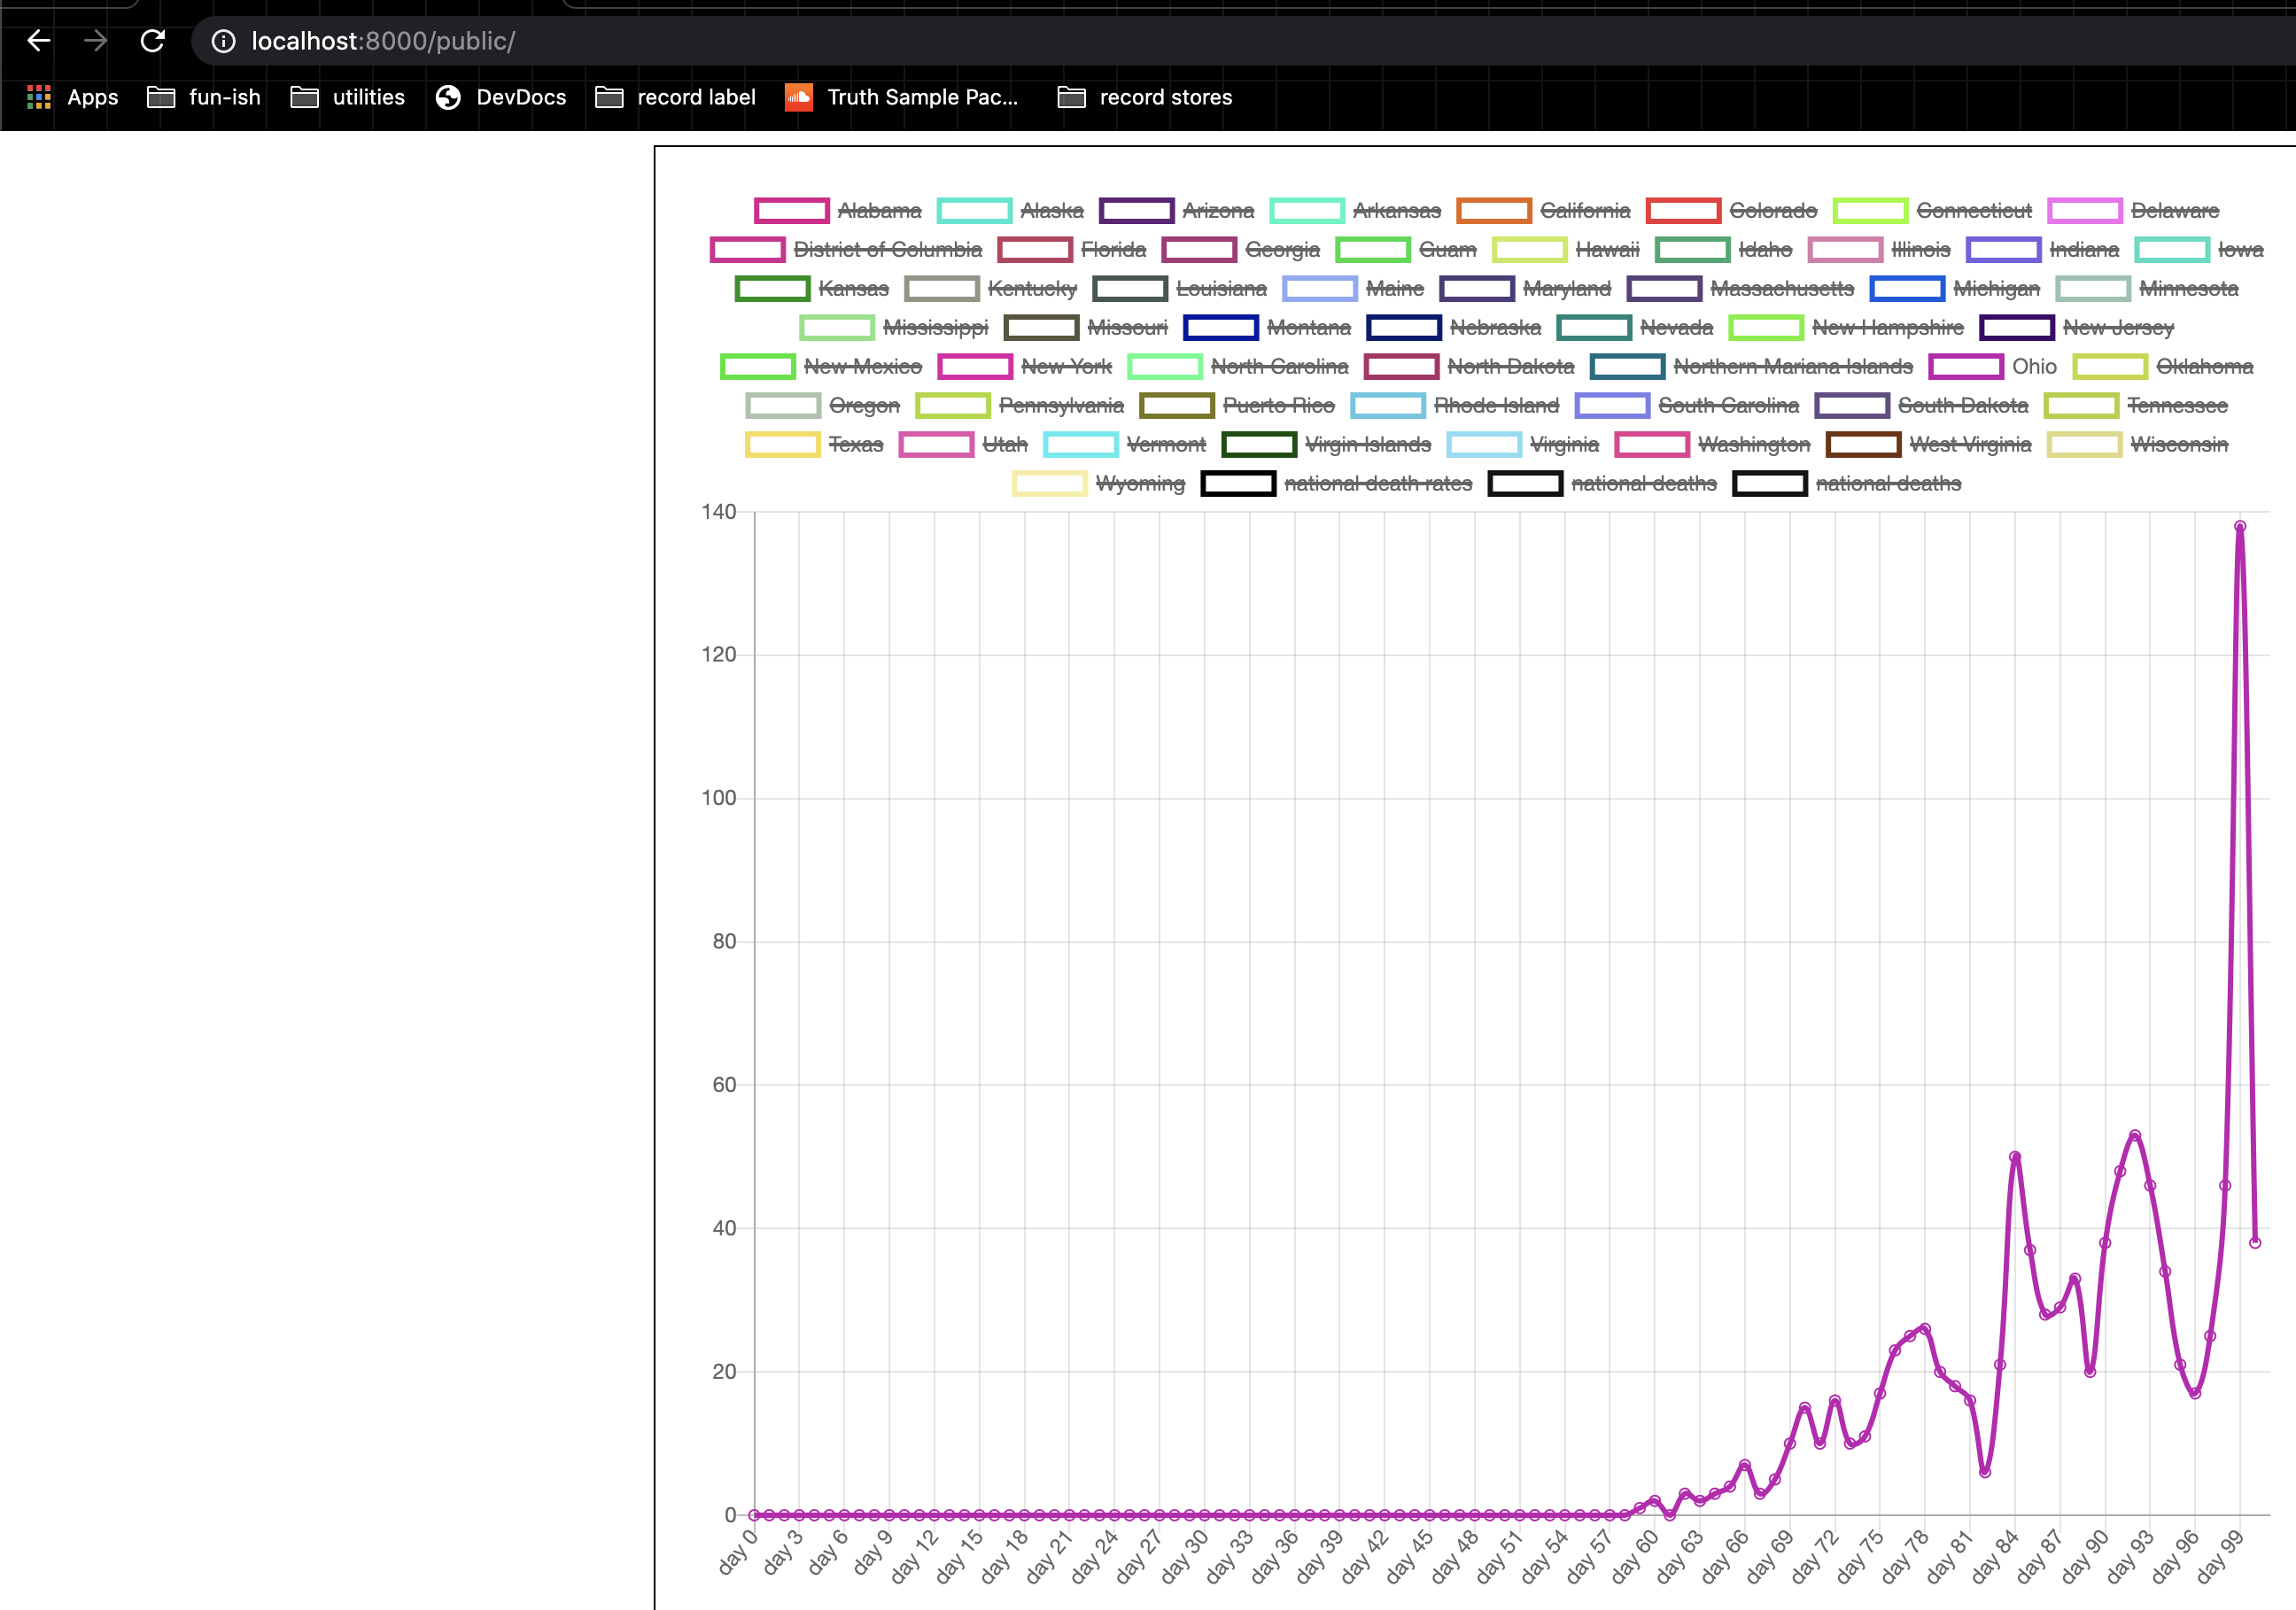 localhost:8000/public/
Apps fun-ish utilities DevDocs record label Truth Sample Pac... record stores
Alabama Alaska Arizona Arkansas California Colorado Connecticut Delaware
District of Columbia Florida Georgia Guam Hawaii Idaho Illinois Indiana Iowa
Kansas Kentucky Louisiana Maine Maryland Massachusetts Michigan Minnesota
Mississippi Missouri Montana Nebraska Nevada New Hampshire New Jersey
New Mexico New York North Carolina North Dakota Northern Mariana Islands Ohio Oklahoma
Oregon Pennsylvania Puerto Rico Rhode Island South Carolina South Dakota Tennessee
Texas Utah Vermont Virgin Islands Virginia Washington West Virginia Wisconsin
Wyoming national death rates national deaths national deaths
140
120
100
80
60
40
20
0
day 0 day 3 day 6 day 9 day 12 day 15 day 18 day 21 day 24 day 27 day 30 day 33 day 36 day 39 day 42 day 45 day 48 day 51 day 54 day 57 day 60 day 63 day 66 day 69 day 72 day 75 day 78 day 81 day 84 day 87 day 90 day 93 day 96 day 99